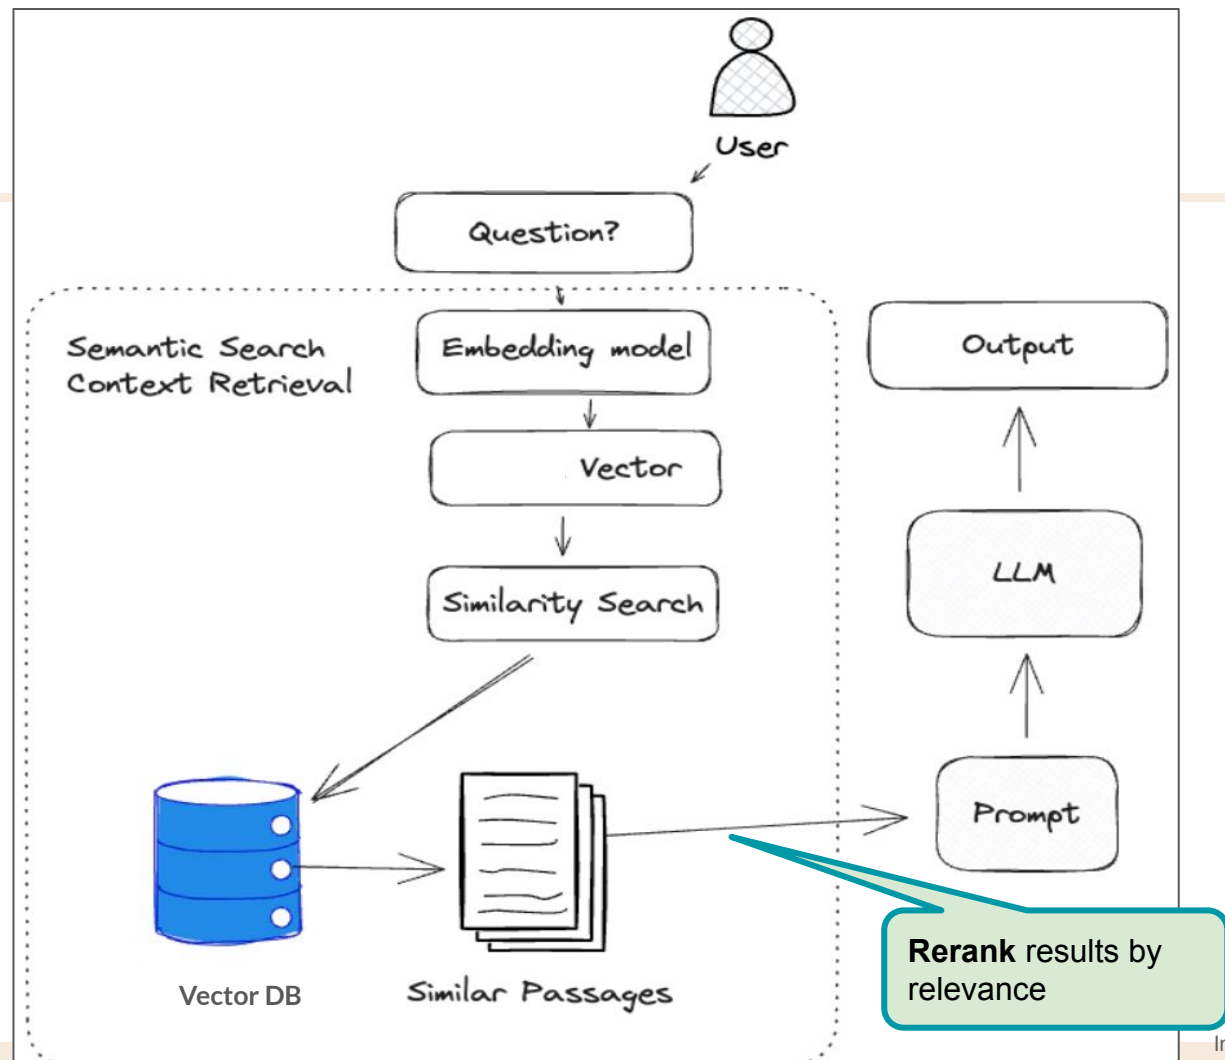 User
Question?
Semantic Search
Context Retrieval
Embedding model
Vector
Similarity Search
Vector DB
Similar Passages
Output
LLM
Prompt
Rerank results by
relevance